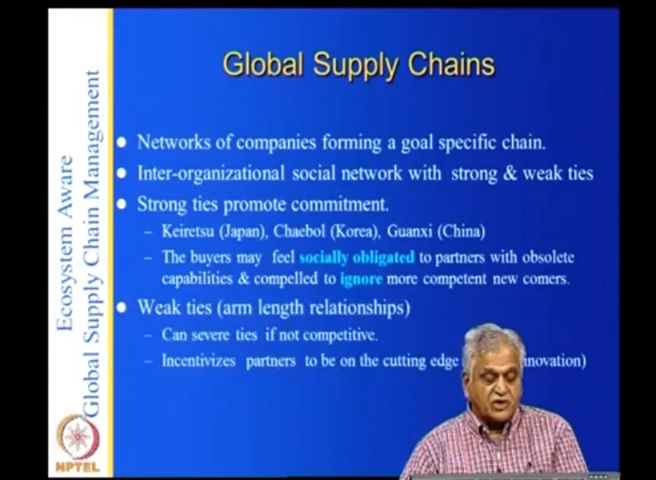 Global Supply Chains
Networks of companies forming a goal specific chain.
Inter-organizational social network with strong & weak ties
Strong ties promote commitment.
– Keiretsu (Japan), Chaebol (Korea), Guanxi (China)
– The buyers may feel socially obligated to partners with obsolete
capabilities & compelled to ignore more competent new comers.
Weak ties (arm length relationships)
– Can severe ties if not competitive.
– Incentivizes partners to be on the cutting edge nnovation)
Ecosystem Aware
Global Supply Chain Management
NPTEL